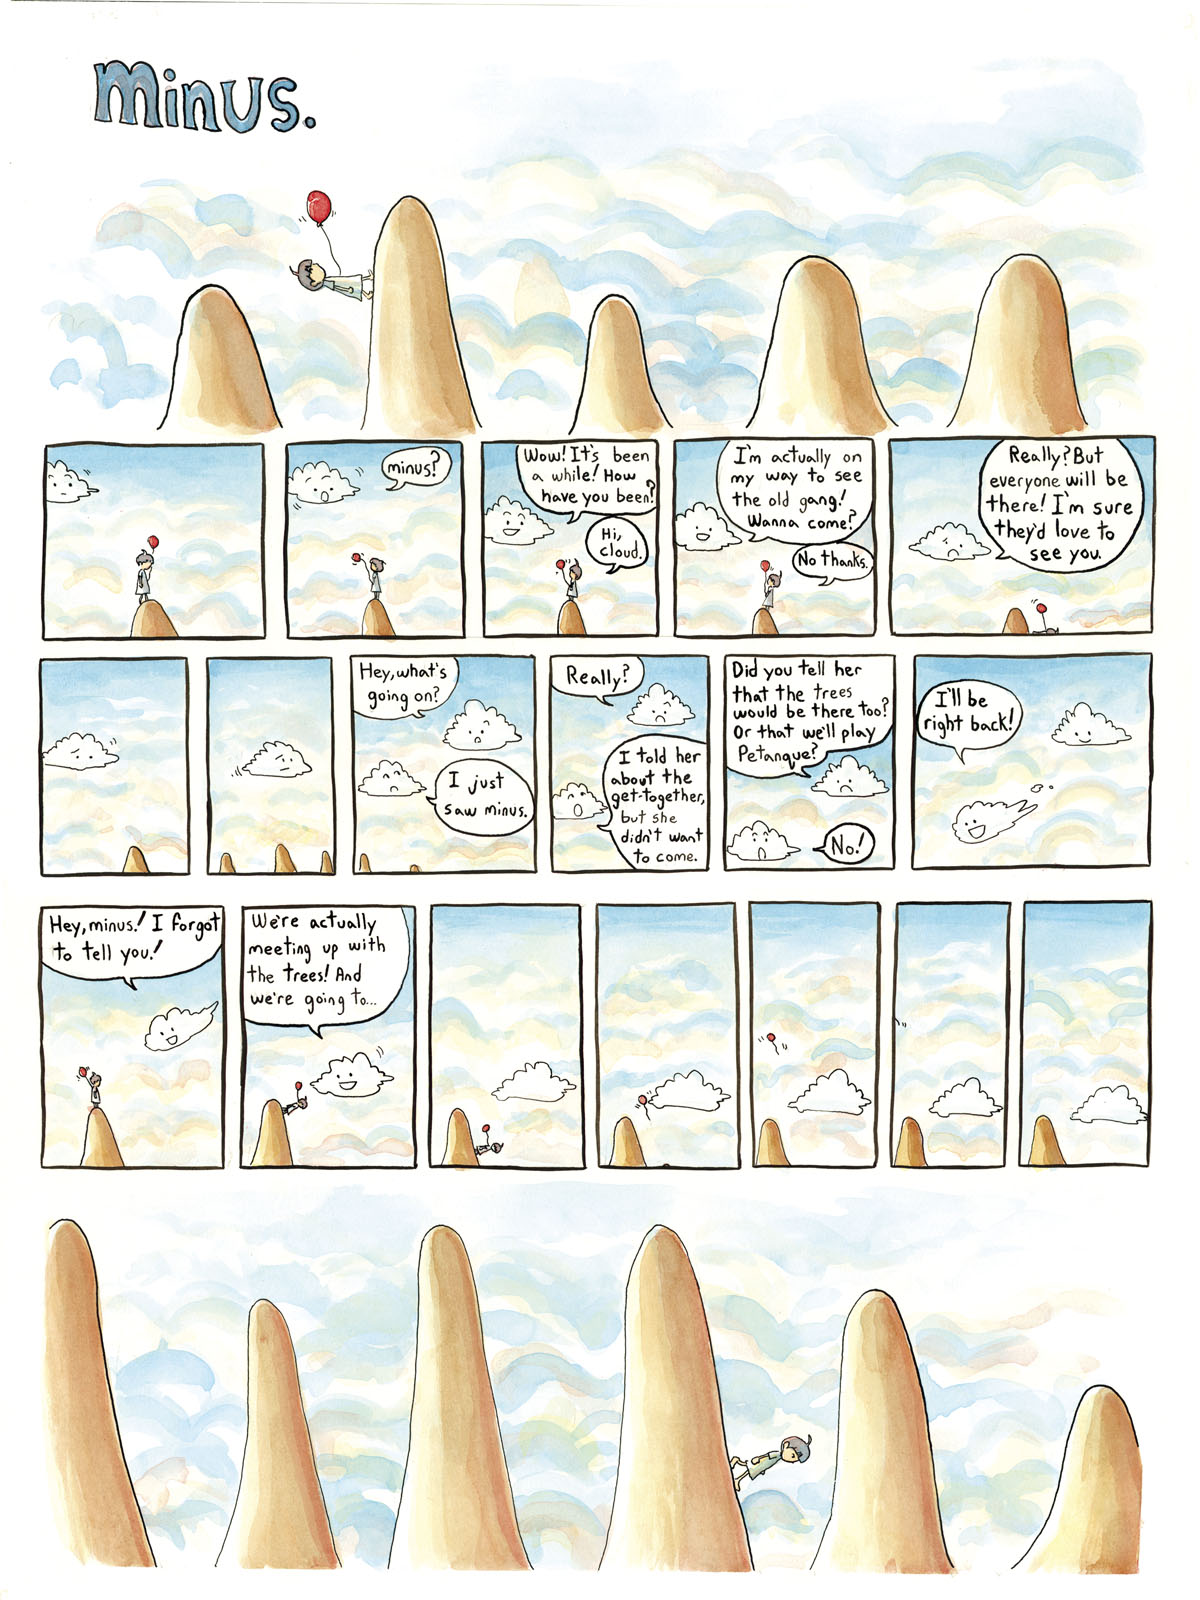 minus.
minus?
Wow! It's been
a while! How
have you been?
Hi,
cloud.
I'm actually on
my way to see
the old gang!
Wanna come?
No thanks.
Really? But
everyone will be
there! I'm sure
they'd love to
see you.
Hey, what's
going on?
I just
saw minus.
Really?
I told her
about the
get-together,
but she
didn't want
to come.
Did you tell her
that the trees
would be there too?
Or that we'll play
Petanque?
No!
I'll be
right back!
Hey, minus! I forgot
to tell you!
We're actually
meeting up with
the trees! And
we're going to...